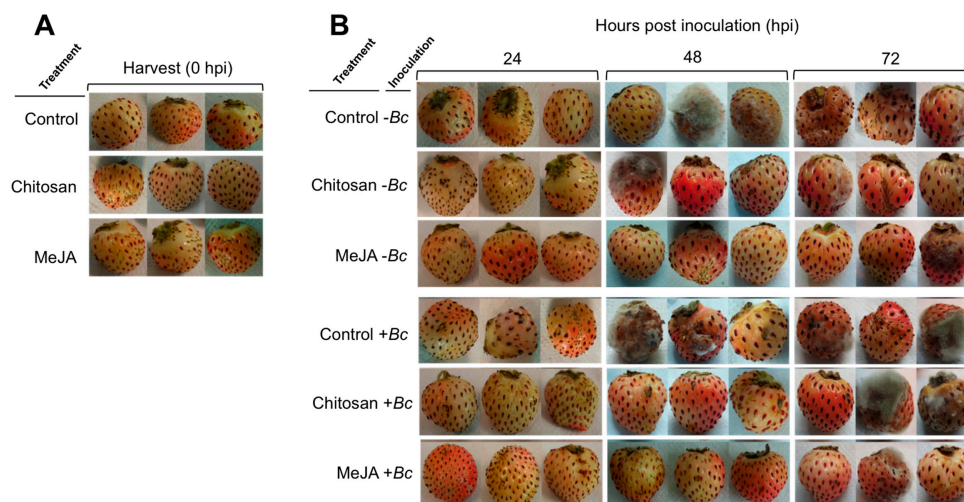 A
Treatment
Harvest (0 hpi)
Control
Chitosan
MeJA
B
Hours post inoculation (hpi)
Treatment
Inoculation
24
48
72
Control -Bc
Chitosan -Bc
MeJA -Bc
Control +Bc
Chitosan +Bc
MeJA +Bc